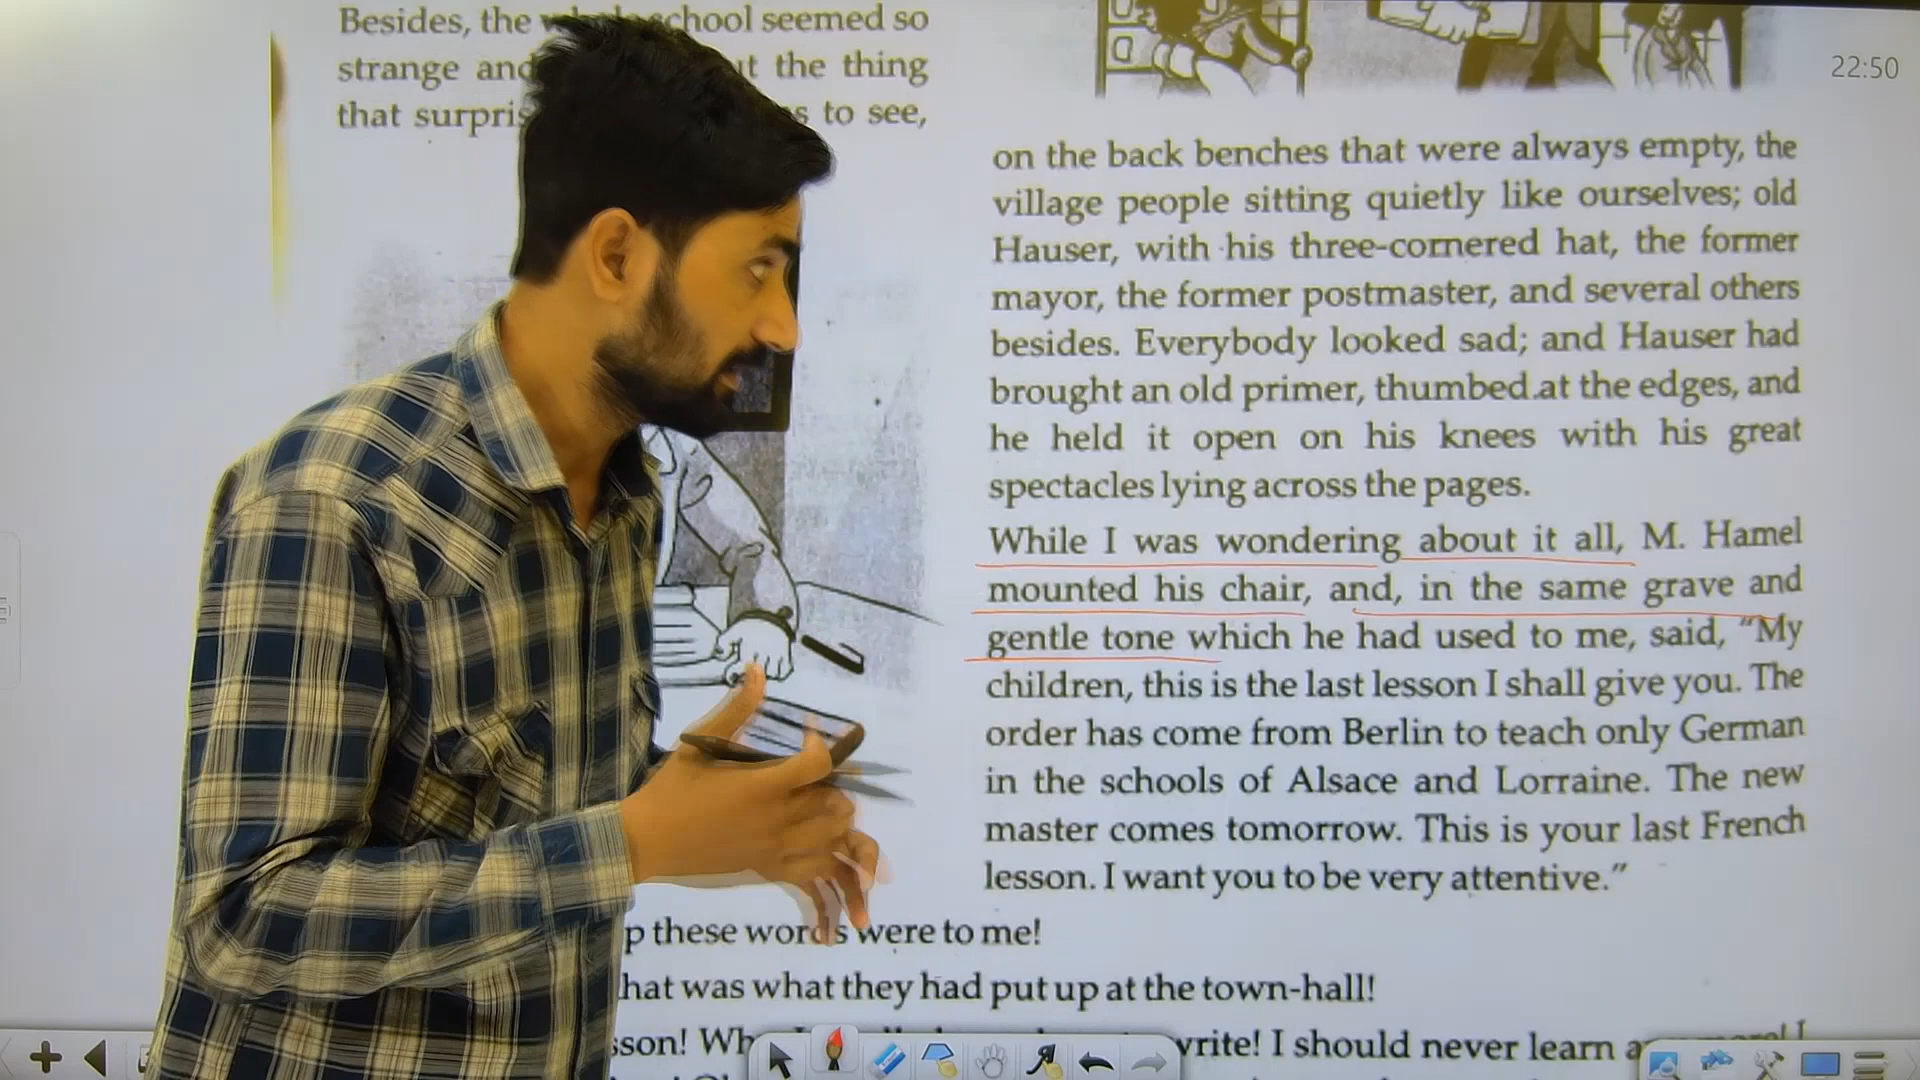 Besides, the school seemed so
strange and the thing
that surpris to see,
22:50
on the back benches that were always empty, the
village people sitting quietly like ourselves; old
Hauser, with his three-cornered hat, the former
mayor, the former postmaster, and several others
besides. Everybody looked sad; and Hauser had
brought an old primer, thumbed at the edges, and
he held it open on his knees with his great
spectacles lying across the pages.
While I was wondering about it all, M. Hamel
mounted his chair, and, in the same grave and
gentle tone which he had used to me, said, “My
children, this is the last lesson I shall give you. The
order has come from Berlin to teach only German
in the schools of Alsace and Lorraine. The new
master comes tomorrow. This is your last French
lesson. I want you to be very attentive.”
p these words were to me!
hat was what they had put up at the town-hall!
sson! write! I should never learn